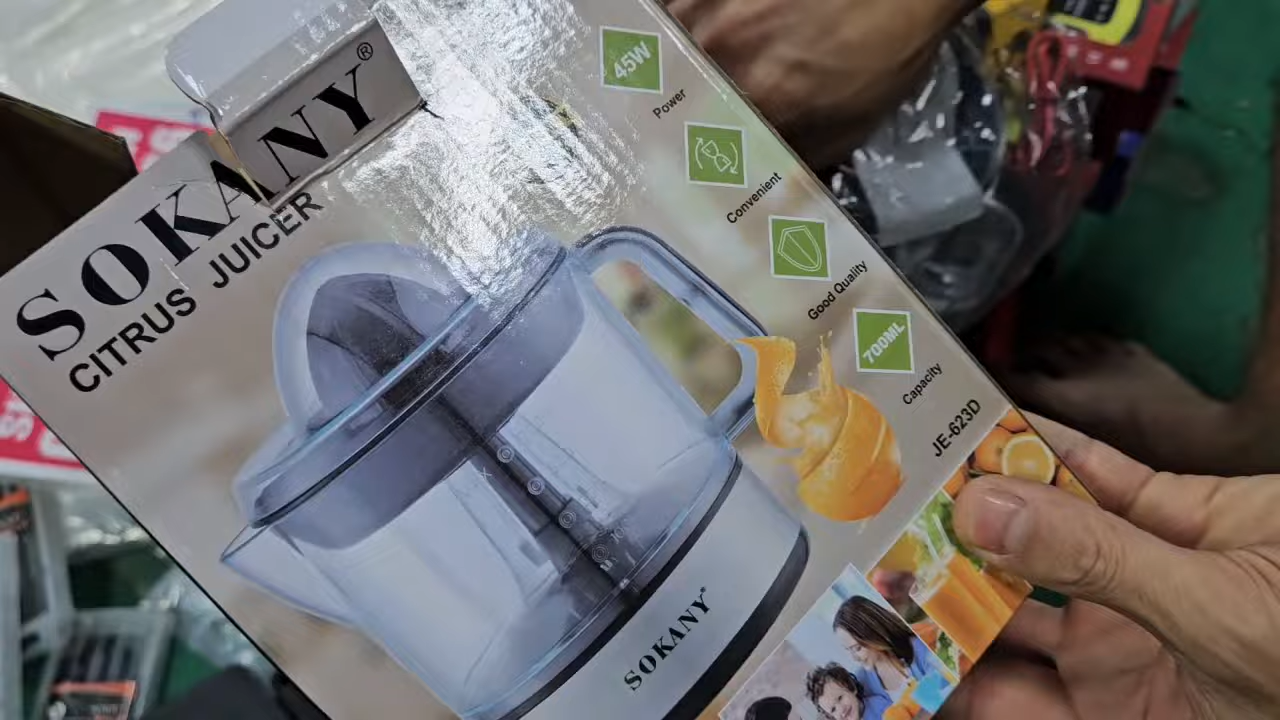 SOKANY®
CITRUS JUICER
45W
Power
Convenient
Good Quality
700ML
Capacity
JE-623D
SOKANY